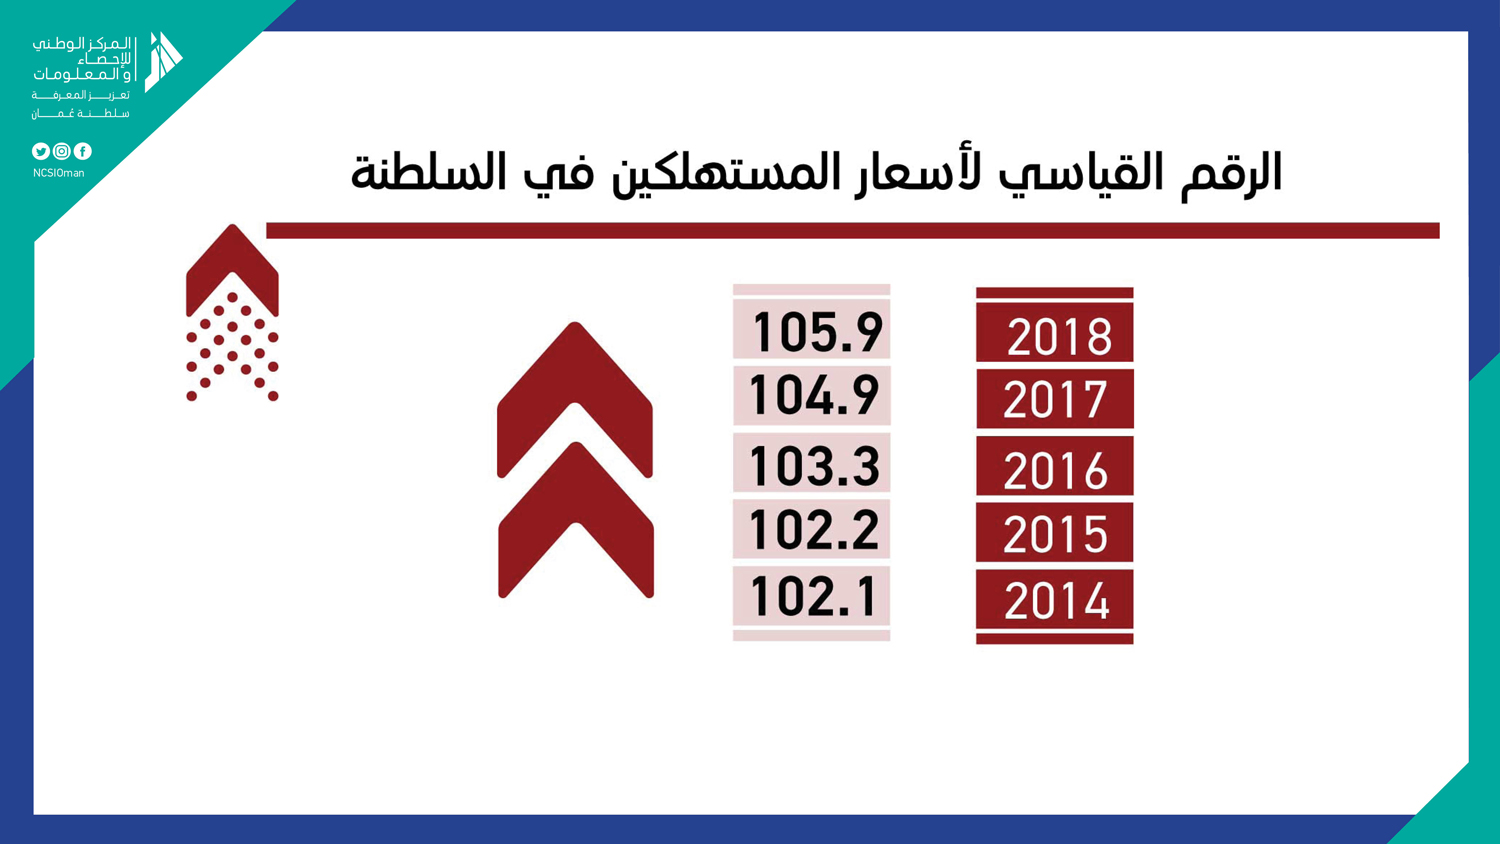 المركز الوطني
للإحصاء
والمعلومات
تعزيز المعرفة
سلطنة عُمان
NCSIOman
الرقم القياسي لأسعار المستهلكين في السلطنة
2018 105.9
2017 104.9
2016 103.3
2015 102.2
2014 102.1